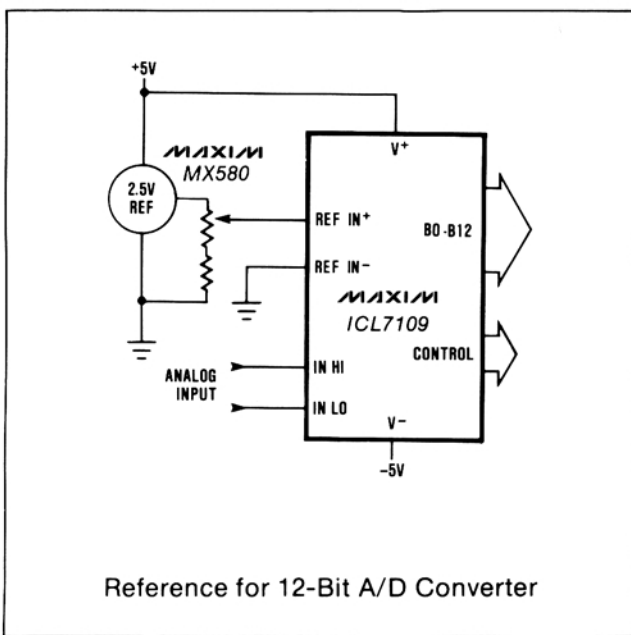 +5V
MAXIM
MX580
2.5V
REF
V+
REF IN+
B0-B12
REF IN−
MAXIM
ICL7109
CONTROL
ANALOG
INPUT
IN HI
IN LO
V−
−5V
Reference for 12-Bit A/D Converter